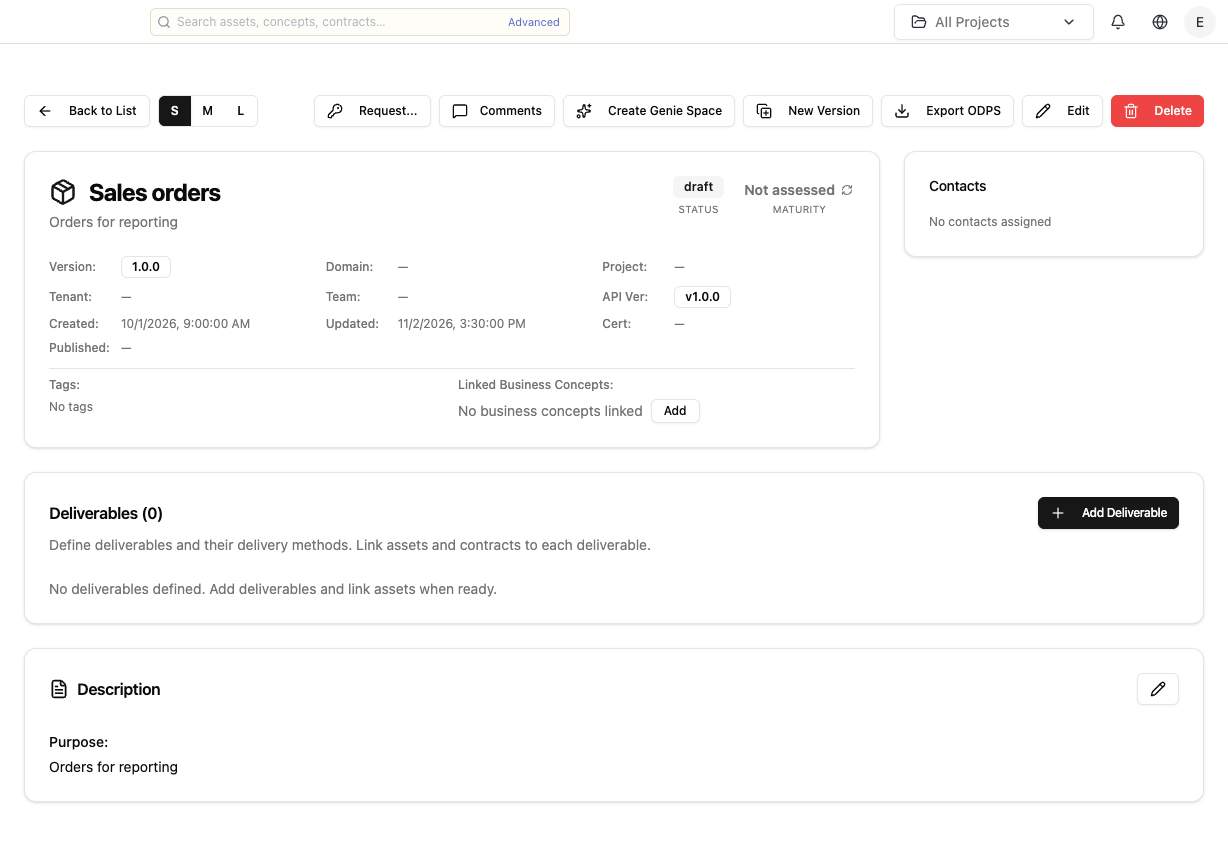 Search assets, concepts, contracts... Advanced
All Projects
E
Back to List S M L Request... Comments Create Genie Space New Version Export ODPS Edit Delete
Sales orders
Orders for reporting
draft
STATUS
Not assessed
MATURITY
Version: 1.0.0 Domain: — Project: —
Tenant: — Team: — API Ver: v1.0.0
Created: 10/1/2026, 9:00:00 AM Updated: 11/2/2026, 3:30:00 PM Cert: —
Published: —
Tags:
No tags
Linked Business Concepts:
No business concepts linked Add
Contacts
No contacts assigned
Deliverables (0) Add Deliverable
Define deliverables and their delivery methods. Link assets and contracts to each deliverable.
No deliverables defined. Add deliverables and link assets when ready.
Description
Purpose:
Orders for reporting